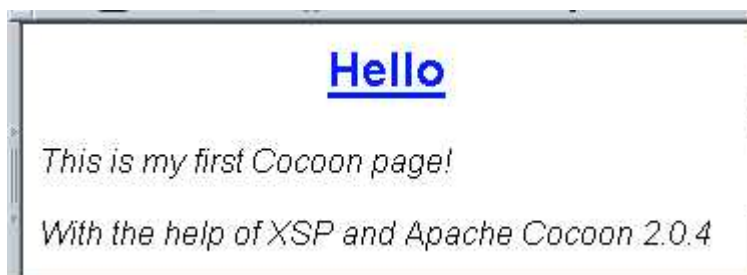 Hello
This is my first Cocoon page!
With the help of XSP and Apache Cocoon 2.0.4